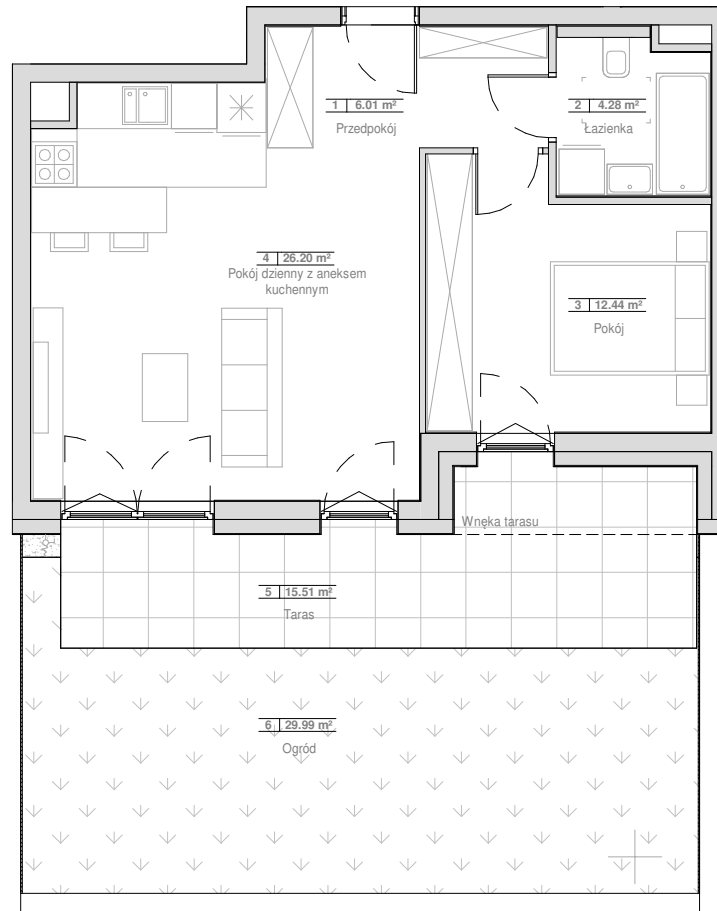 1 6.01 m²
Przedpokój
2 4.28 m²
Łazienka
4 26.20 m²
Pokój dzienny z aneksem
kuchennym
3 12.44 m²
Pokój
Wnęka tarasu
5 15.51 m²
Taras
6 29.99 m²
Ogród